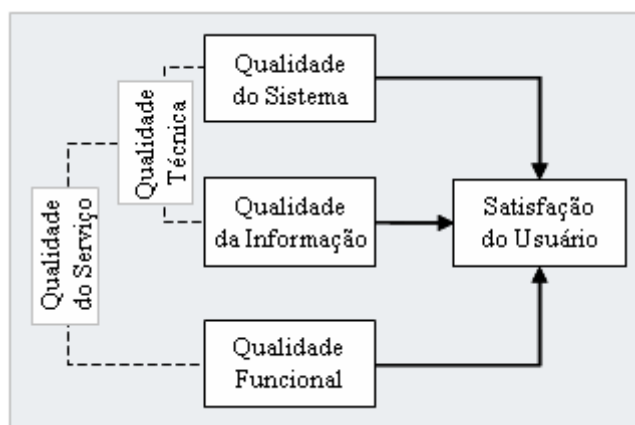 Qualidade
do Sistema
Qualidade
Técnica
Qualidade
do Serviço
Qualidade
da Informação
Satisfação
do Usuário
Qualidade
Funcional